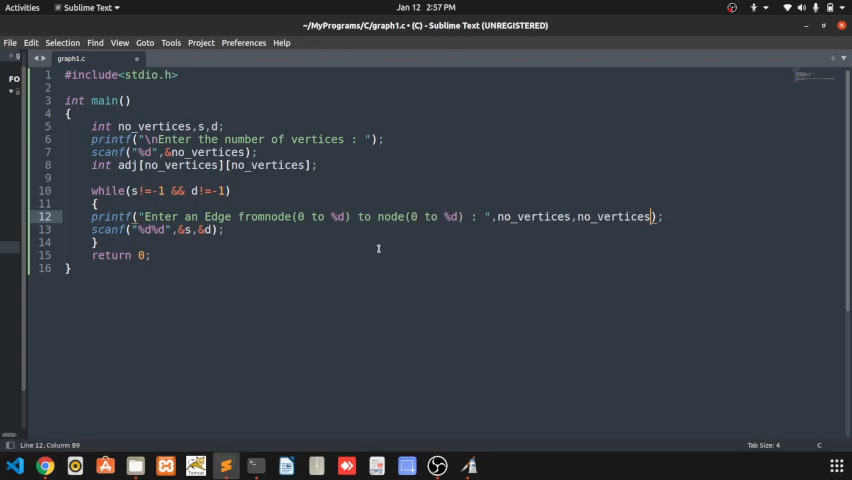 Activities Sublime Text Jan 12 2:57 PM
~/MyPrograms/C/graph1.c • (C) - Sublime Text (UNREGISTERED)
File Edit Selection Find View Goto Tools Project Preferences Help
graph1.c
FO
1 #include<stdio.h>
2
3 int main()
4 {
5 int no_vertices,s,d;
6 printf("\nEnter the number of vertices : ");
7 scanf("%d",&no_vertices);
8 int adj[no_vertices][no_vertices];
9
10 while(s!=-1 && d!=-1)
11 {
12 printf("Enter an Edge fromnode(0 to %d) to node(0 to %d) : ",no_vertices,no_vertices);
13 scanf("%d%d",&s,&d);
14 }
15 return 0;
16 }
Line 12, Column 89 Tab Size: 4 C